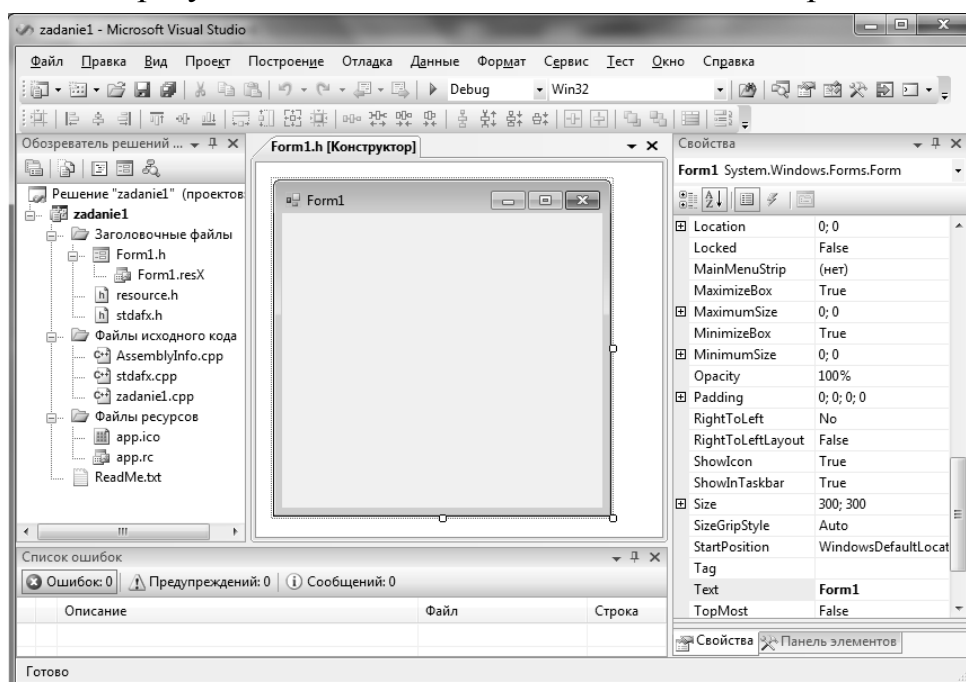 zadanie1 - Microsoft Visual Studio
Файл Правка Вид Проект Построение Отладка Данные Формат Сервис Тест Окно Справка
Debug Win32
Обозреватель решений ...
Решение "zadanie1" (проектов:
zadanie1
Заголовочные файлы
Form1.h
Form1.resX
resource.h
stdafx.h
Файлы исходного кода
AssemblyInfo.cpp
stdafx.cpp
zadanie1.cpp
Файлы ресурсов
app.ico
app.rc
ReadMe.txt
Form1.h [Конструктор]
Form1
Свойства
Form1 System.Windows.Forms.Form
Location 0; 0
Locked False
MainMenuStrip (нет)
MaximizeBox True
MaximumSize 0; 0
MinimizeBox True
MinimumSize 0; 0
Opacity 100%
Padding 0; 0; 0; 0
RightToLeft No
RightToLeftLayout False
ShowIcon True
ShowInTaskbar True
Size 300; 300
SizeGripStyle Auto
StartPosition WindowsDefaultLocat
Tag
Text Form1
TopMost False
Свойства Панель элементов
Список ошибок
Ошибок: 0 Предупреждений: 0 Сообщений: 0
Описание Файл Строка
Готово